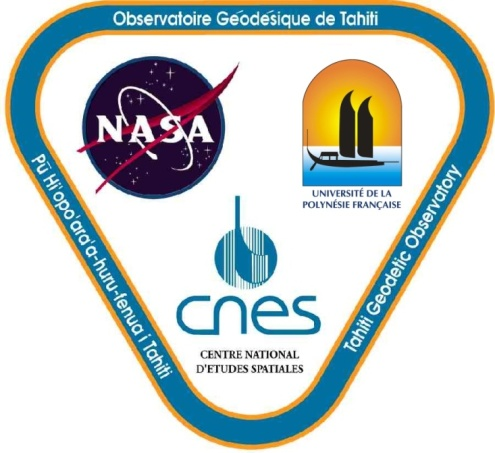 Observatoire Géodésique de Tahiti
NASA
UNIVERSITÉ DE LA
POLYNÉSIE FRANÇAISE
Pū Hi'opo'ara'a-huru-fenua i Tahiti
Tahiti Geodetic Observatory
cnes
CENTRE NATIONAL
D'ETUDES SPATIALES